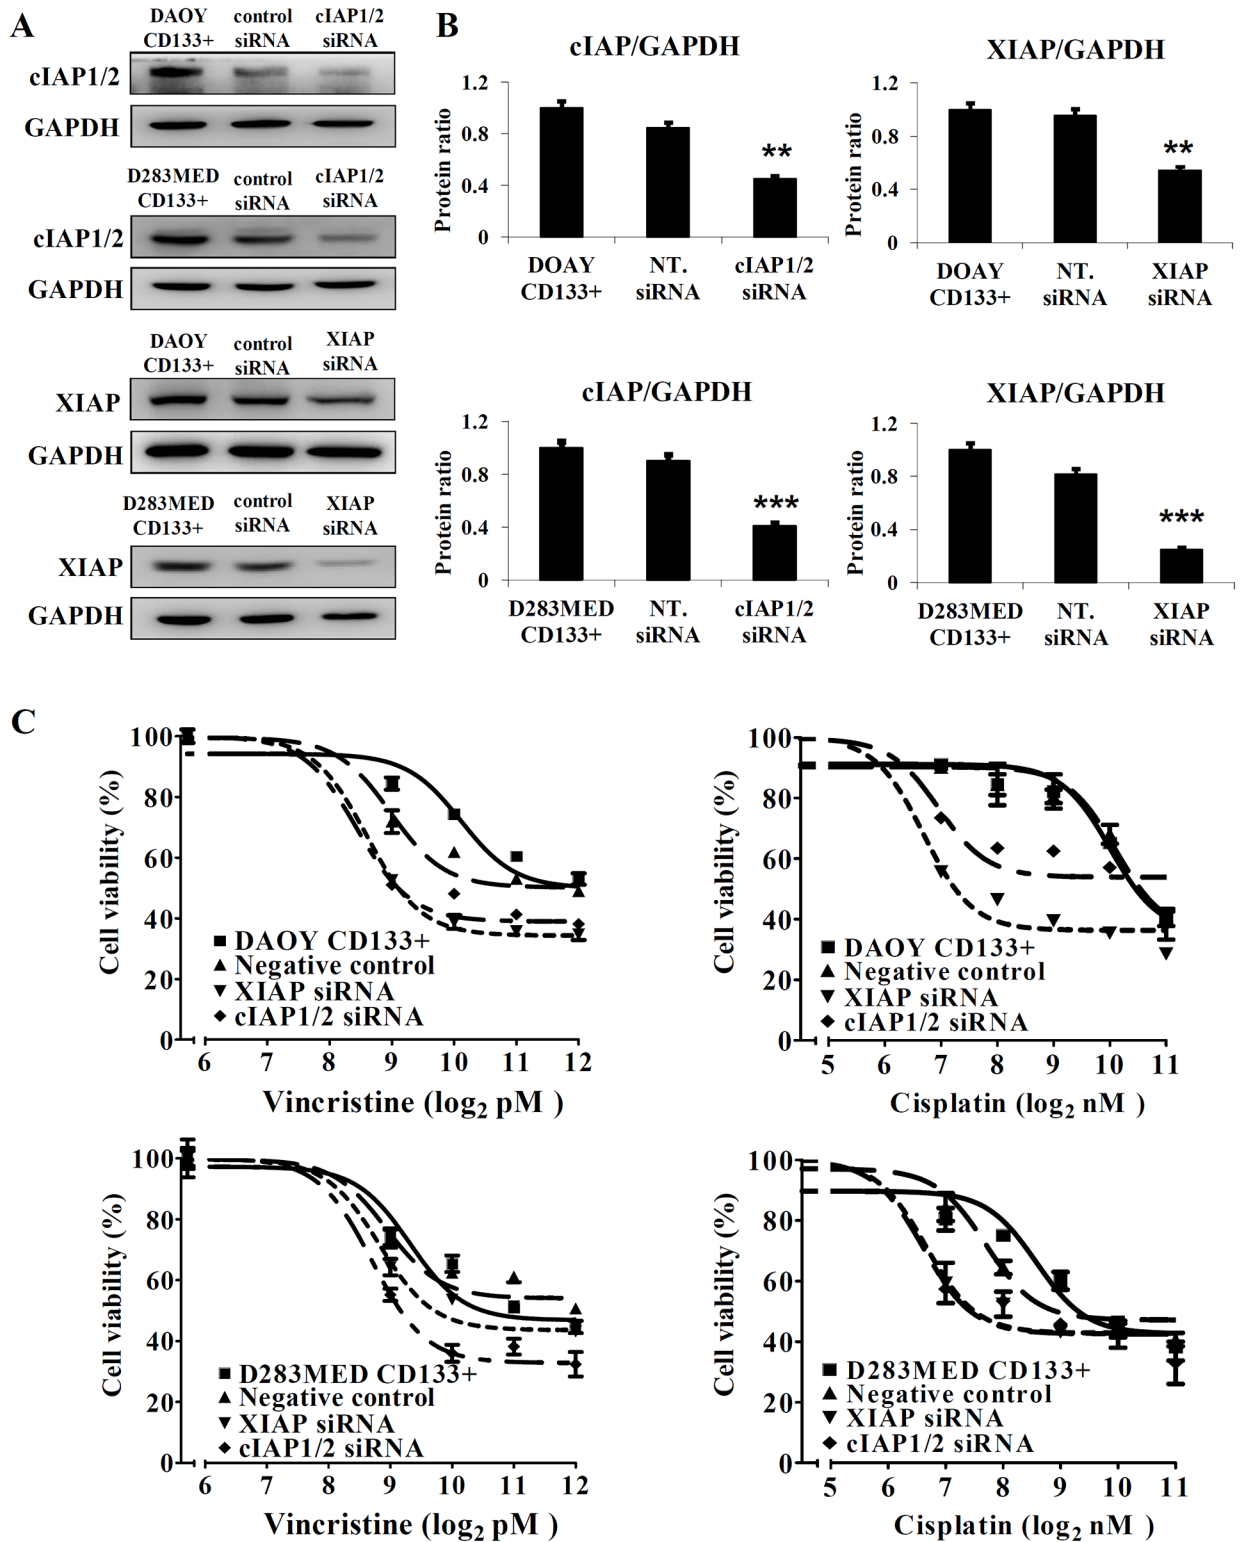 A
DAOY control cIAP1/2
CD133+ siRNA siRNA
cIAP1/2
GAPDH
D283MED control cIAP1/2
CD133+ siRNA siRNA
cIAP1/2
GAPDH
DAOY control XIAP
CD133+ siRNA siRNA
XIAP
GAPDH
D283MED control XIAP
CD133+ siRNA siRNA
XIAP
GAPDH
B
cIAP/GAPDH
Protein ratio
1.2
0.8
0.4
0
**
DOAY NT. cIAP1/2
CD133+ siRNA siRNA
XIAP/GAPDH
Protein ratio
1.2
0.8
0.4
0
**
DOAY NT. XIAP
CD133+ siRNA siRNA
cIAP/GAPDH
Protein ratio
1.2
0.8
0.4
0
***
D283MED NT. cIAP1/2
CD133+ siRNA siRNA
XIAP/GAPDH
Protein ratio
1.2
0.8
0.4
0
***
D283MED NT. XIAP
CD133+ siRNA siRNA
C
Cell viability (%)
100
80
60
40
20
0
DAOY CD133+
Negative control
XIAP siRNA
cIAP1/2 siRNA
6 7 8 9 10 11 12
Vincristine (log2 pM )
Cell viability (%)
100
80
60
40
20
0
DAOY CD133+
Negative control
XIAP siRNA
cIAP1/2 siRNA
5 6 7 8 9 10 11
Cisplatin (log2 nM )
Cell viability (%)
100
80
60
40
20
0
D283MED CD133+
Negative control
XIAP siRNA
cIAP1/2 siRNA
6 7 8 9 10 11 12
Vincristine (log2 pM )
Cell viability (%)
100
80
60
40
20
0
D283MED CD133+
Negative control
XIAP siRNA
cIAP1/2 siRNA
5 6 7 8 9 10 11
Cisplatin (log2 nM )